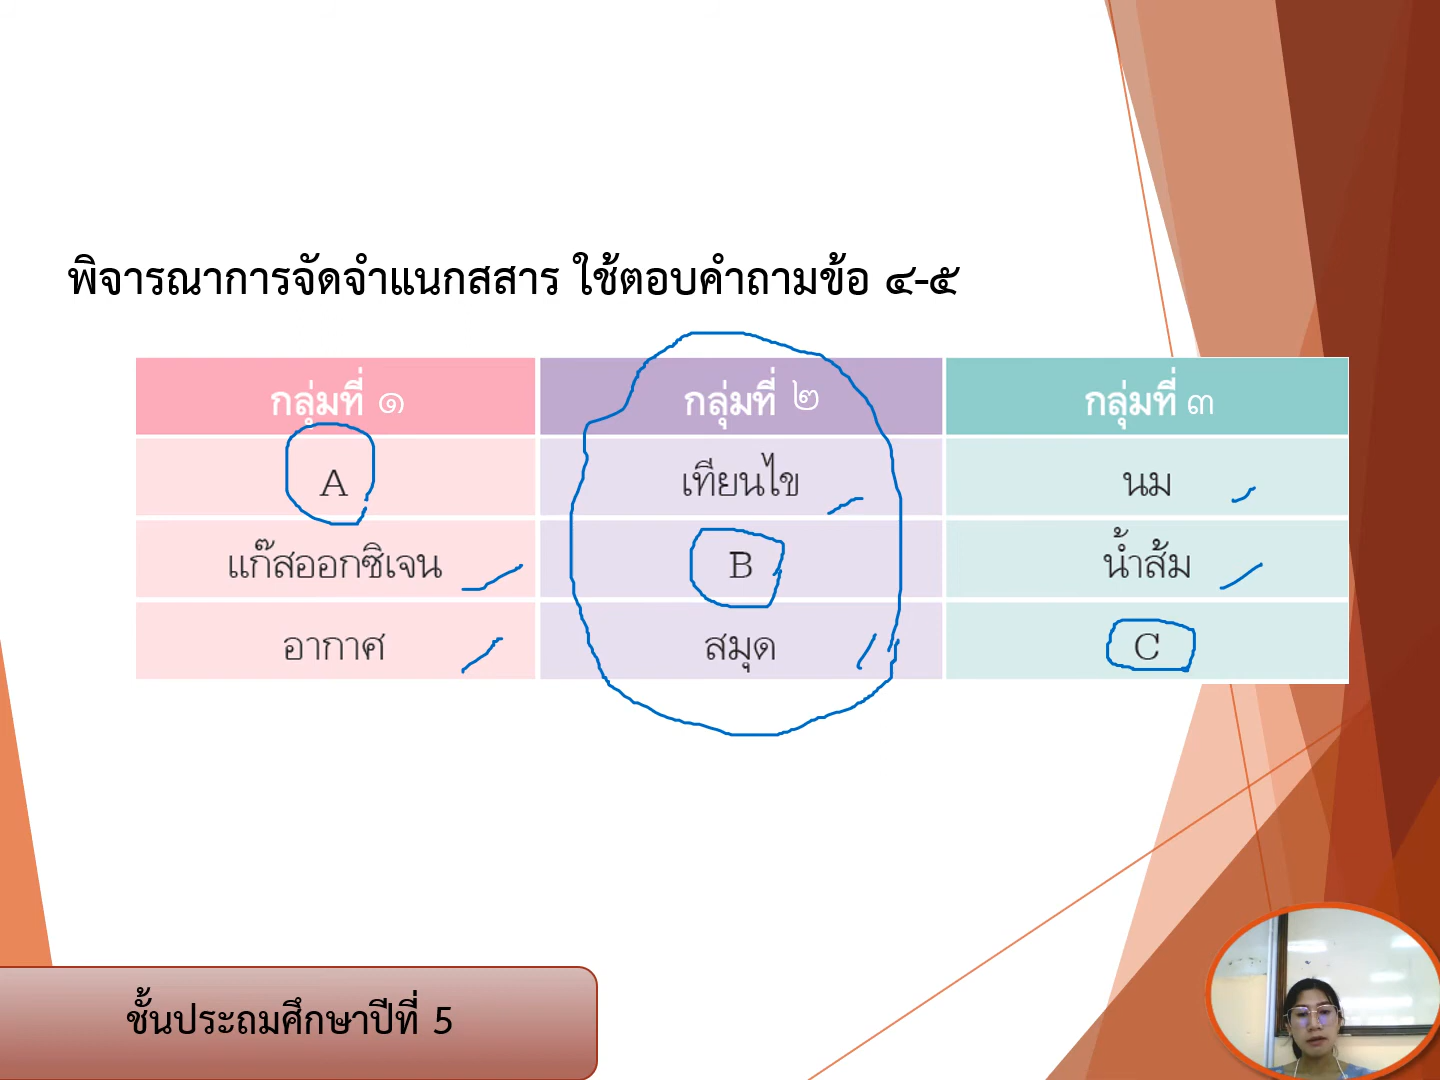 พิจารณาการจัดจำแนกสสาร ใช้ตอบคำถามข้อ ๔-๕
กลุ่มที่ ๑ กลุ่มที่ ๒ กลุ่มที่ ๓
A เทียนไข นม
แก๊สออกซิเจน B น้ำส้ม
อากาศ สมุด C
ชั้นประถมศึกษาปีที่ 5